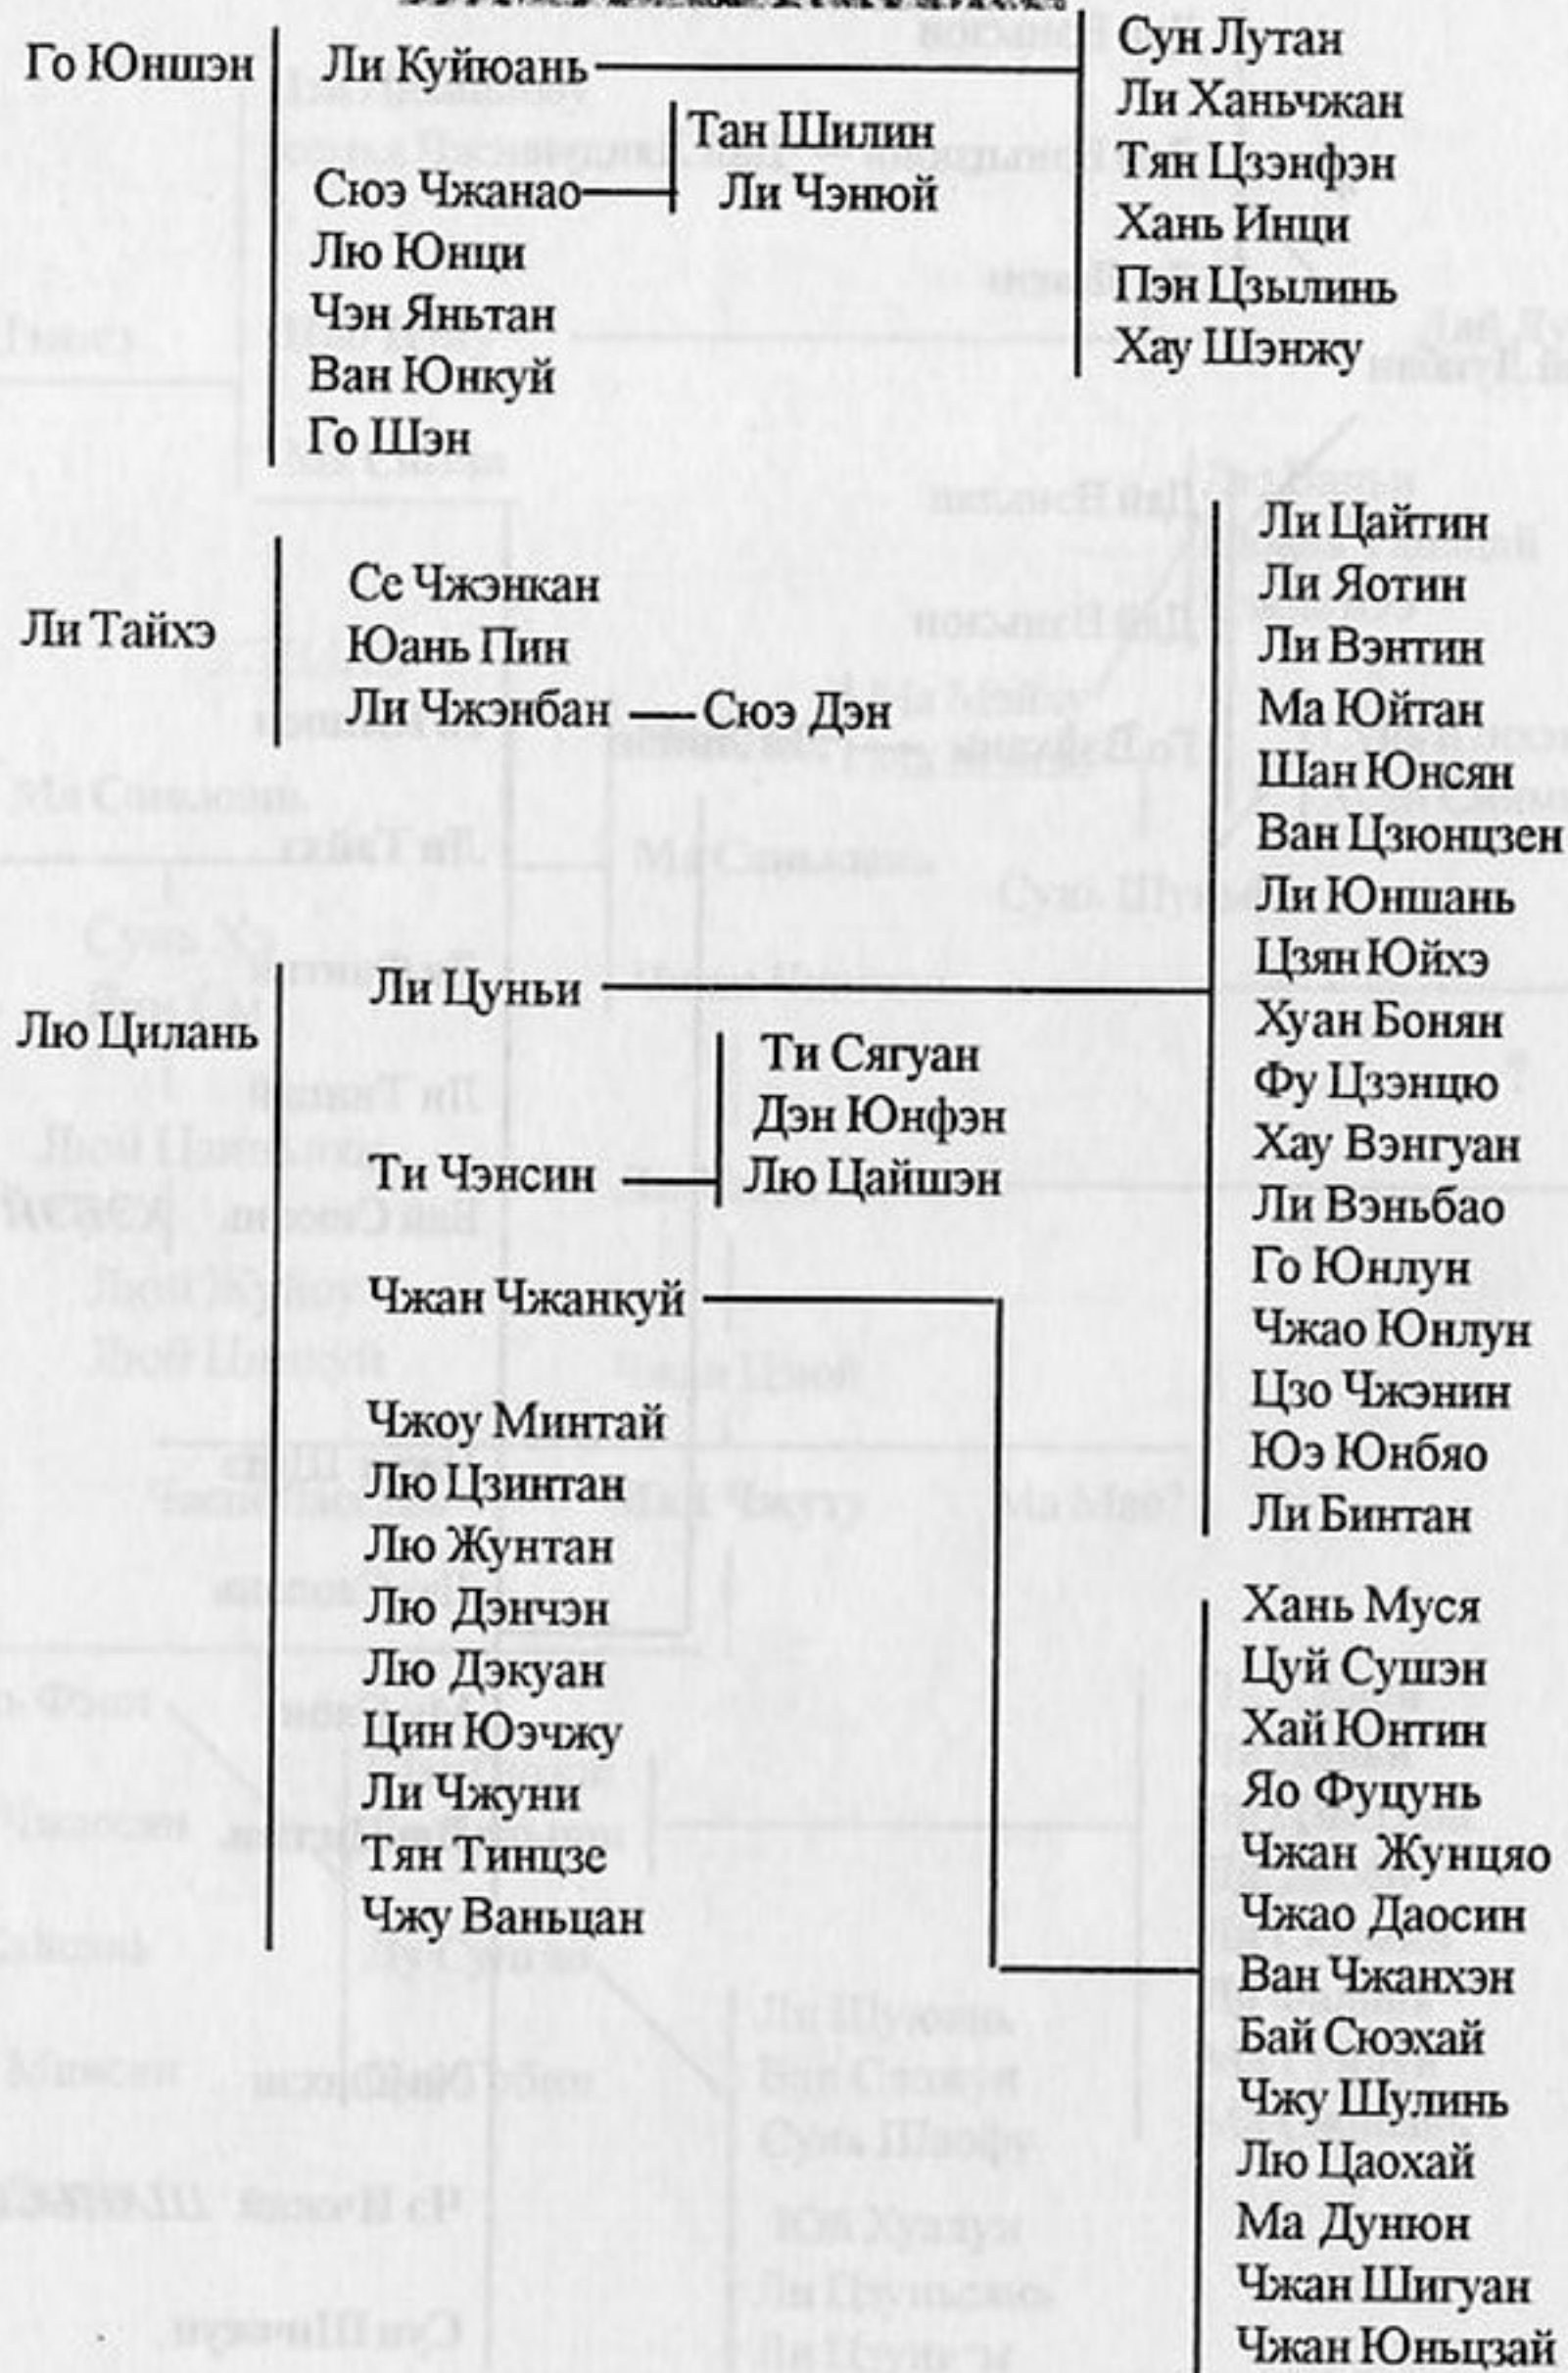 Го Юншэн
Ли Куйюань
Сюэ Чжанао
Лю Юнци
Чэн Яньтан
Ван Юнкуй
Го Шэн
Тан Шилин
Ли Чэнюй
Сун Лутан
Ли Ханьчжан
Тян Цзэнфэн
Хань Инци
Пэн Цзылинь
Хау Шэнжу
Ли Тайхэ
Се Чжэнкан
Юань Пин
Ли Чжэнбан
Сюэ Дэн
Лю Цилань
Ли Цуньи
Ти Чэнсин
Чжан Чжанкуй
Чжоу Минтай
Лю Цзинтан
Лю Жунтан
Лю Дэнчэн
Лю Дэкуан
Цин Юэчжу
Ли Чжуни
Тян Тинцзе
Чжу Ваньцан
Ти Сягуан
Дэн Юнфэн
Лю Цайшэн
Ли Цайтин
Ли Яотин
Ли Вэнтин
Ма Юйтан
Шан Юнсян
Ван Цзюнцзен
Ли Юншань
Цзян Юйхэ
Хуан Бонян
Фу Цзэнцю
Хау Вэнгуан
Ли Вэньбао
Го Юнлун
Чжао Юнлун
Цзо Чжэнин
Юэ Юнбяо
Ли Бинтан
Хань Муся
Цуй Сушэн
Хай Юнтин
Яо Фуцунь
Чжан Жунцяо
Чжао Даосин
Ван Чжанхэн
Бай Сюэхай
Чжу Шулинь
Лю Цаохай
Ма Дунюн
Чжан Шигуан
Чжан Юньцзай